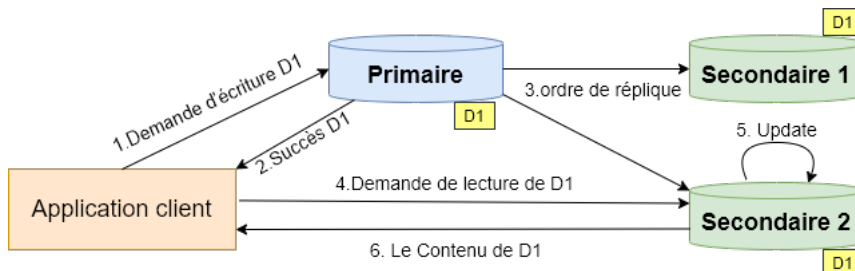 D1
1.Demande d'écriture D1
Primaire
Secondaire 1
3.ordre de réplique
D1
2.Succès D1
5. Update
4.Demande de lecture de D1
Application client
Secondaire 2
6. Le Contenu de D1
D1